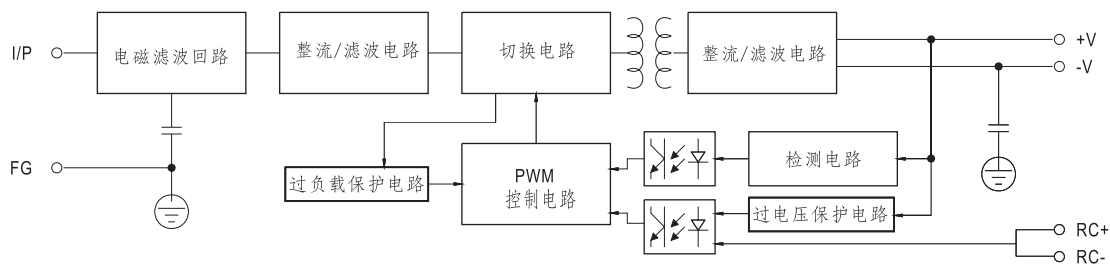 I/P
电磁滤波回路
整流/滤波电路
切换电路
整流/滤波电路
+V
-V
FG
过负载保护电路
PWM
控制电路
检测电路
过电压保护电路
RC+
RC-